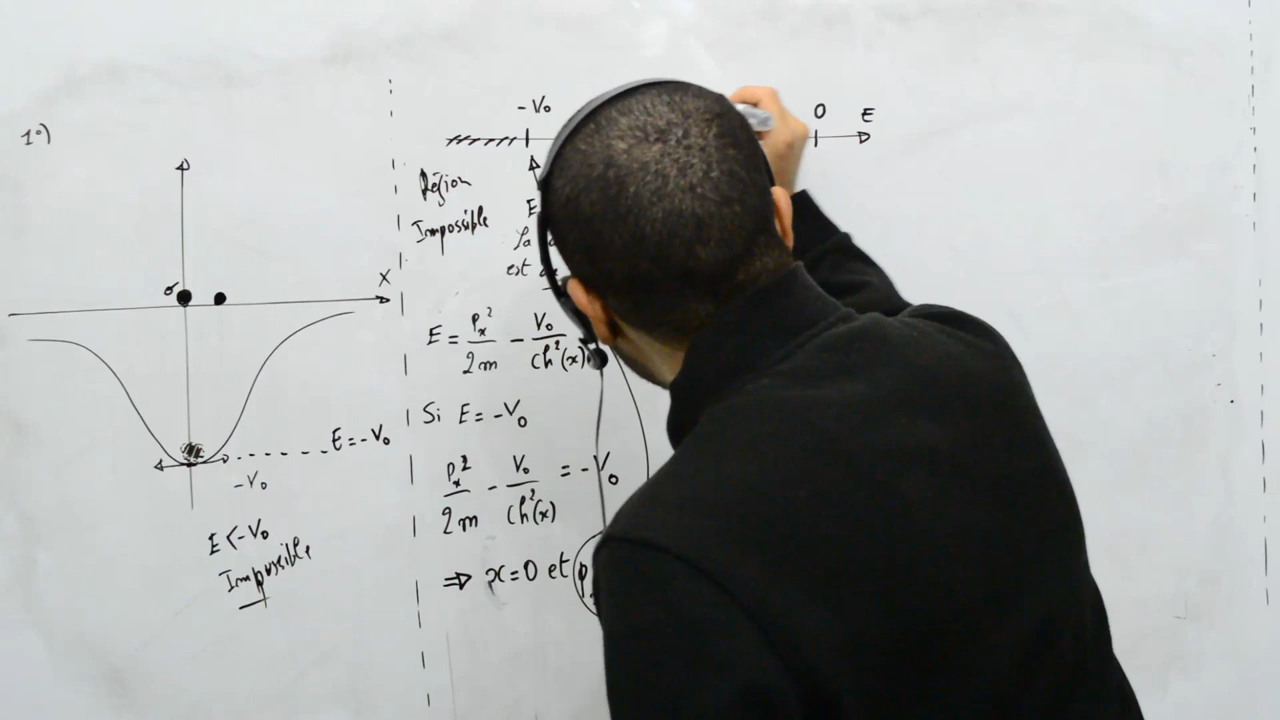 1°)
X
σ
E = -V₀
-V₀
E < -V₀
Impossible
-V₀
0
E
Région
Impossible
E
est
E = pₓ²/2m - V₀/ch²(x)
Si E = -V₀
pₓ²/2m - V₀/ch²(x) = -V₀
⇒ x = 0 et (p